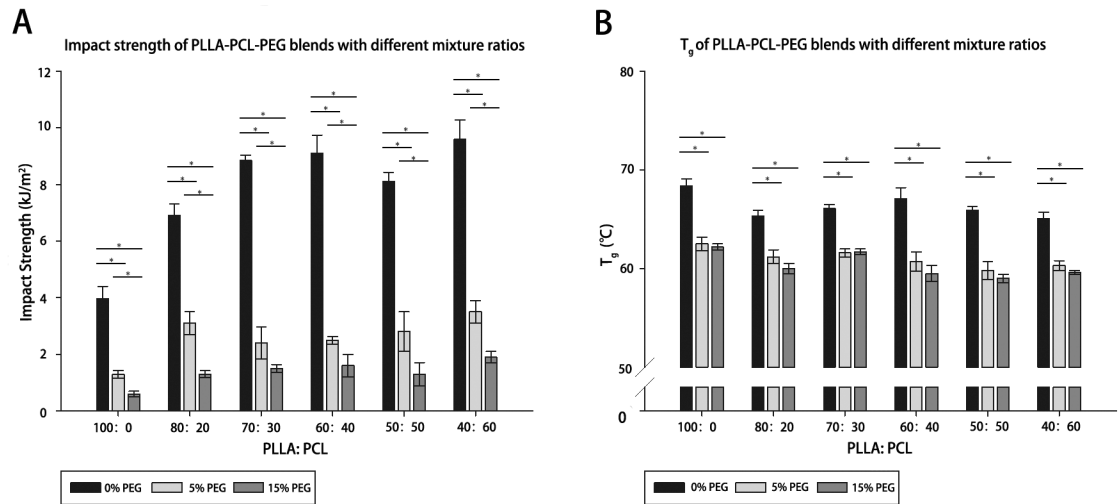 A
Impact strength of PLLA-PCL-PEG blends with different mixture ratios
Impact Strength (kJ/m²)
12
10
8
6
4
2
0
* * *
* * *
* * *
* * *
* * *
* * *
100: 0 80: 20 70: 30 60: 40 50: 50 40: 60
PLLA: PCL
0% PEG 5% PEG 15% PEG
B
Tg of PLLA-PCL-PEG blends with different mixture ratios
Tg (℃)
80
70
60
50
0
* *
* *
* *
* *
* *
* *
100: 0 80: 20 70: 30 60: 40 50: 50 40: 60
PLLA: PCL
0% PEG 5% PEG 15% PEG